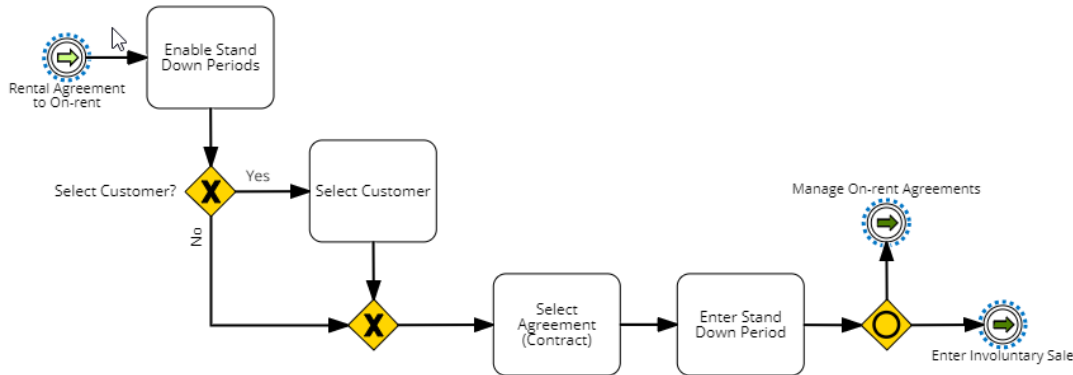 Enable Stand
Down Periods
Rental Agreement
to On-rent
Select Customer?
Yes
Select Customer
No
Manage On-rent Agreements
Select
Agreement
(Contract)
Enter Stand
Down Period
Enter Involuntary Sale